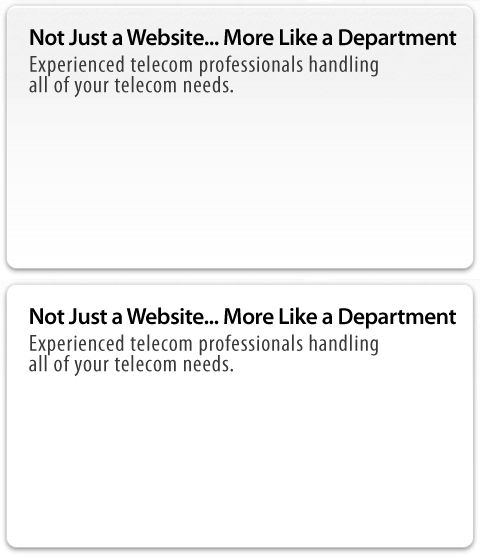 Not Just a Website... More Like a Department
Experienced telecom professionals handling
all of your telecom needs.
Not Just a Website... More Like a Department
Experienced telecom professionals handling
all of your telecom needs.